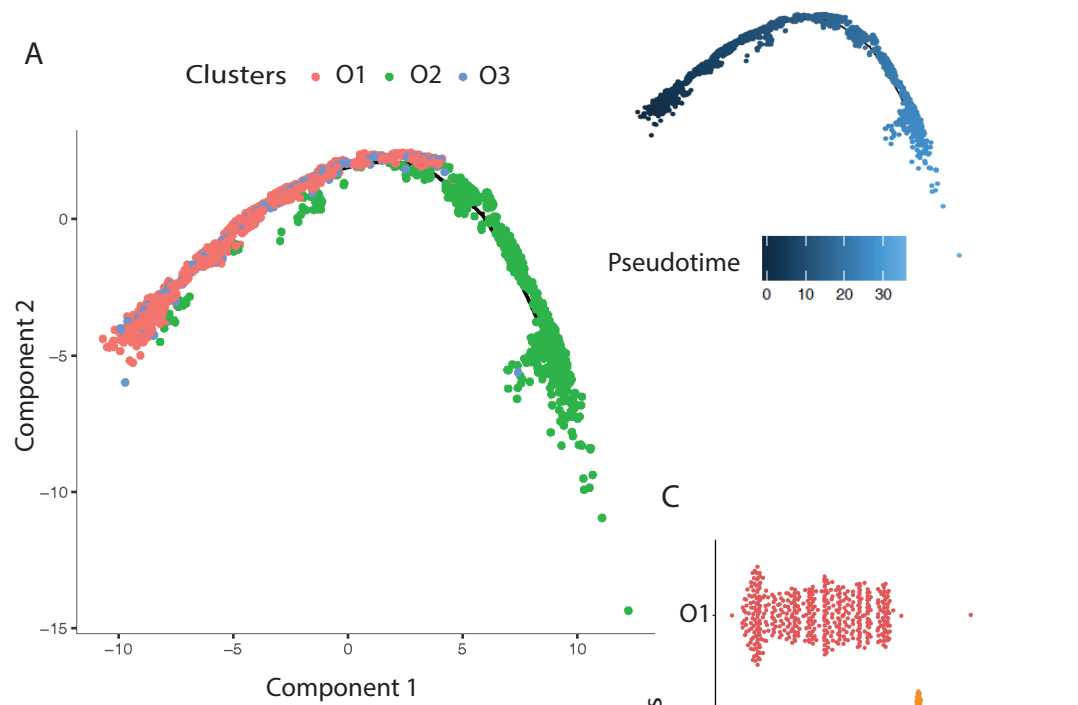 A
Clusters O1 O2 O3
Component 2
0
−5
−10
−15
−10 −5 0 5 10
Component 1
Pseudotime
0 10 20 30
C
O1
s